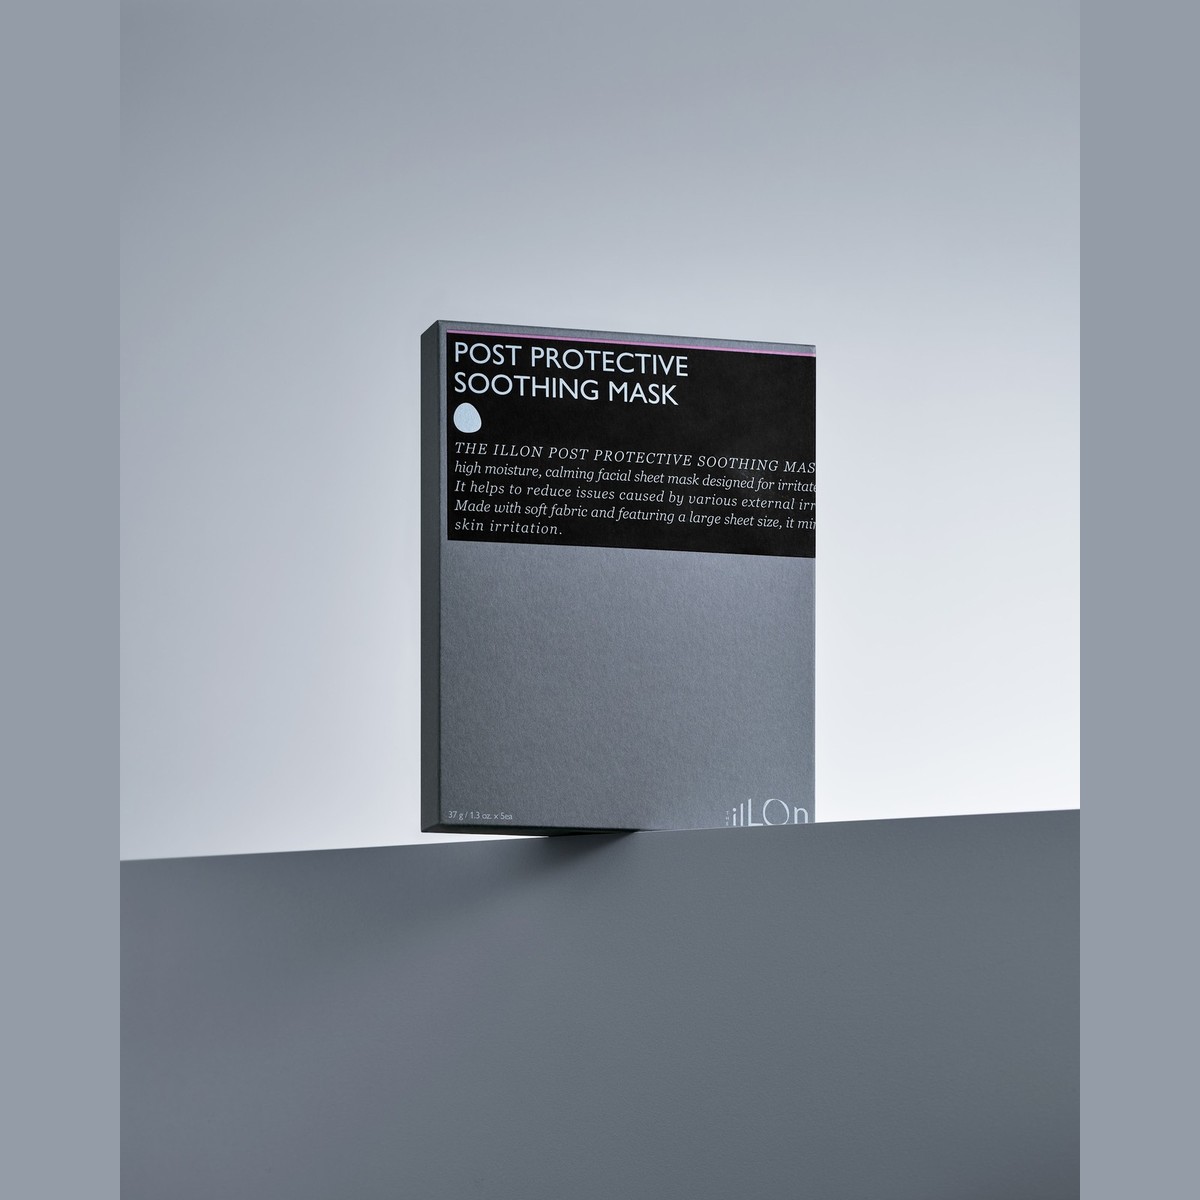 POST PROTECTIVE
SOOTHING MASK
THE ILLON POST PROTECTIVE SOOTHING MAS
high moisture, calming facial sheet mask designed for irritate
It helps to reduce issues caused by various external irr
Made with soft fabric and featuring a large sheet size, it mi
skin irritation.
37 g / 1.3 oz. x 5ea
illOn